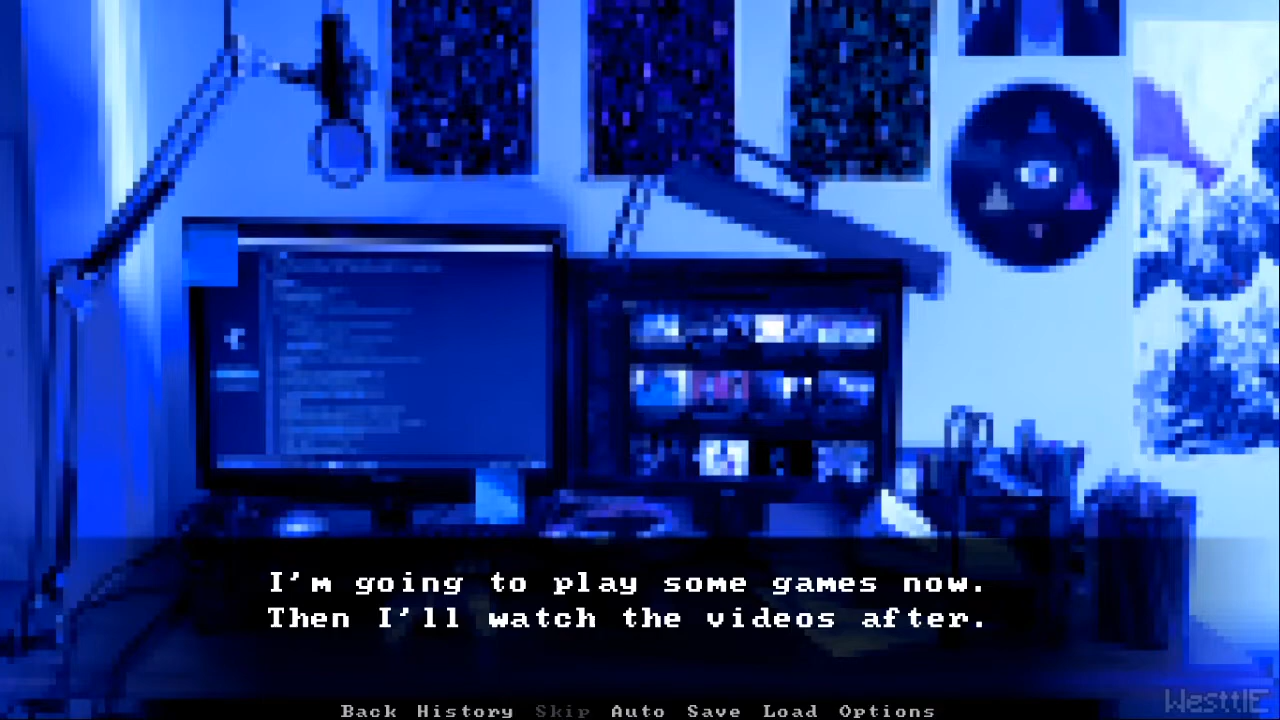 I'm going to play some games now.
Then I'll watch the videos after.
Back History Skip Auto Save Load Options
WesttIE